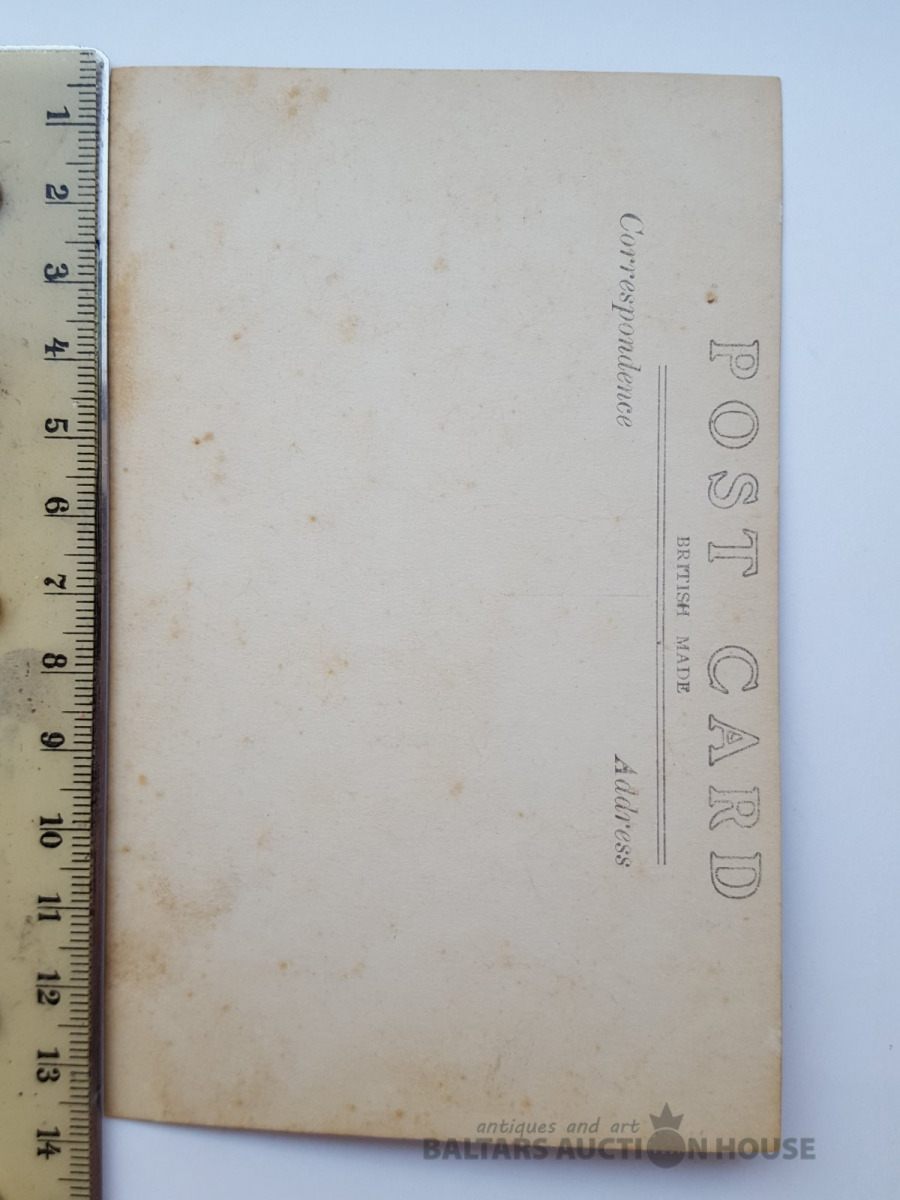 POST CARD
BRITISH MADE
Correspondence Address
1 2 3 4 5 6 7 8 9 10 11 12 13 14
antiques and art
BALTARS AUCTION HOUSE